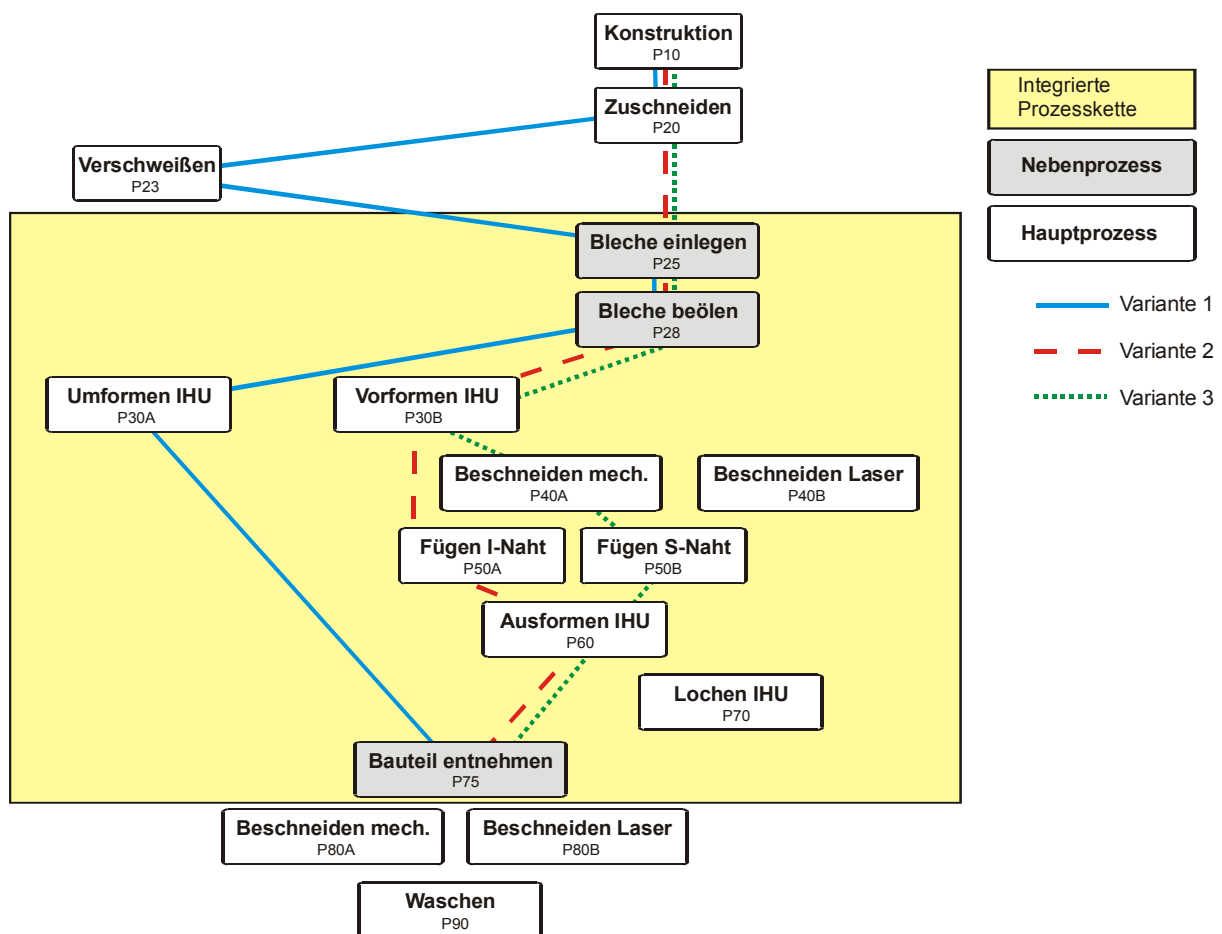 Konstruktion
P10
Zuschneiden
P20
Verschweißen
P23
Bleche einlegen
P25
Bleche beölen
P28
Umformen IHU
P30A
Vorformen IHU
P30B
Beschneiden mech.
P40A
Beschneiden Laser
P40B
Fügen I-Naht
P50A
Fügen S-Naht
P50B
Ausformen IHU
P60
Lochen IHU
P70
Bauteil entnehmen
P75
Beschneiden mech.
P80A
Beschneiden Laser
P80B
Waschen
P90
Integrierte
Prozesskette
Nebenprozess
Hauptprozess
Variante 1
Variante 2
Variante 3